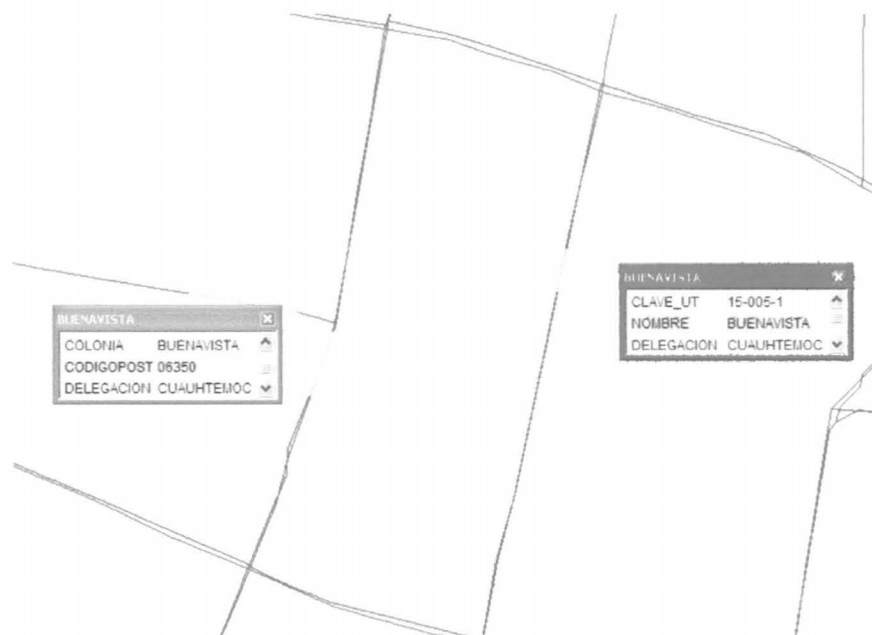 BUENAVISTA
COLONIA BUENAVISTA
CODIGOPOST 06350
DELEGACION CUAUHTEMOC
BUENAVISTA
CLAVE_UT 15-005-1
NOMBRE BUENAVISTA
DELEGACION CUAUHTEMOC